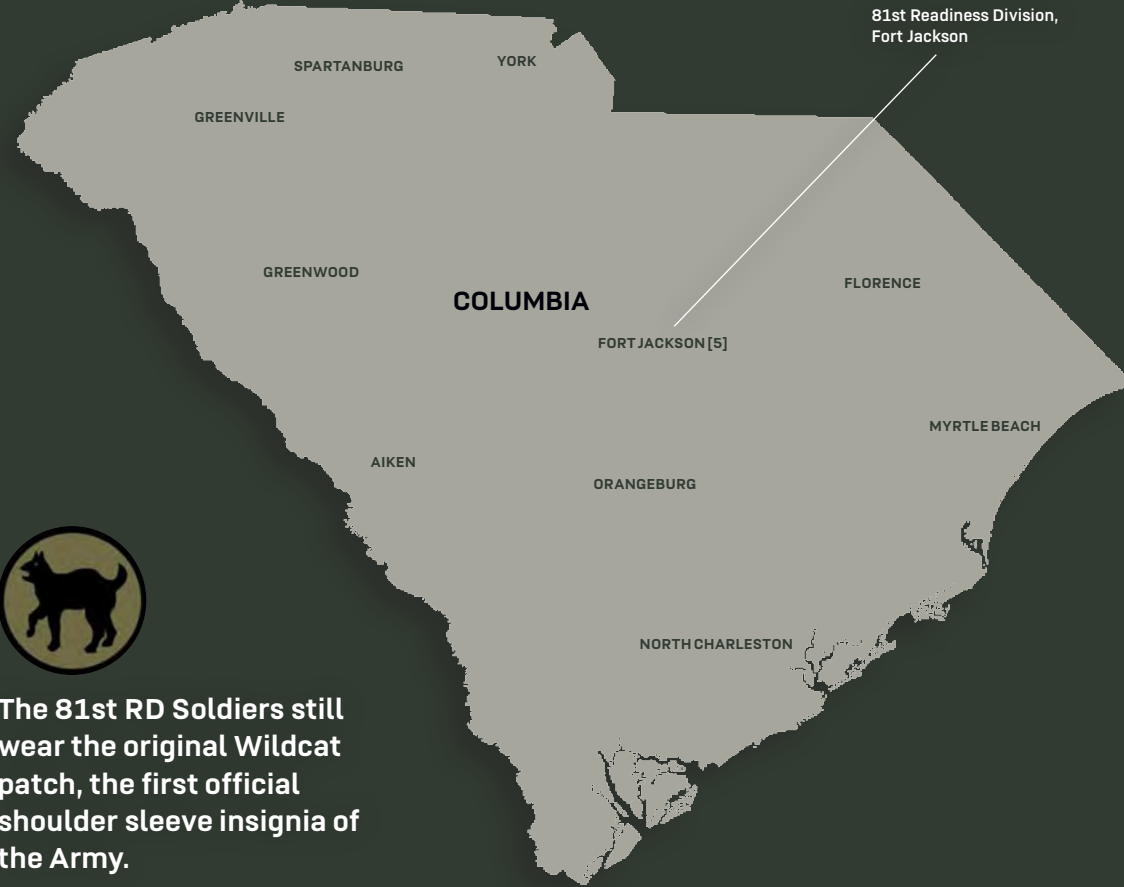 81st Readiness Division,
Fort Jackson
SPARTANBURG
YORK
GREENVILLE
GREENWOOD
COLUMBIA
FLORENCE
FORT JACKSON [5]
MYRTLE BEACH
AIKEN
ORANGEBURG
NORTH CHARLESTON
The 81st RD Soldiers still
wear the original Wildcat
patch, the first official
shoulder sleeve insignia of
the Army.